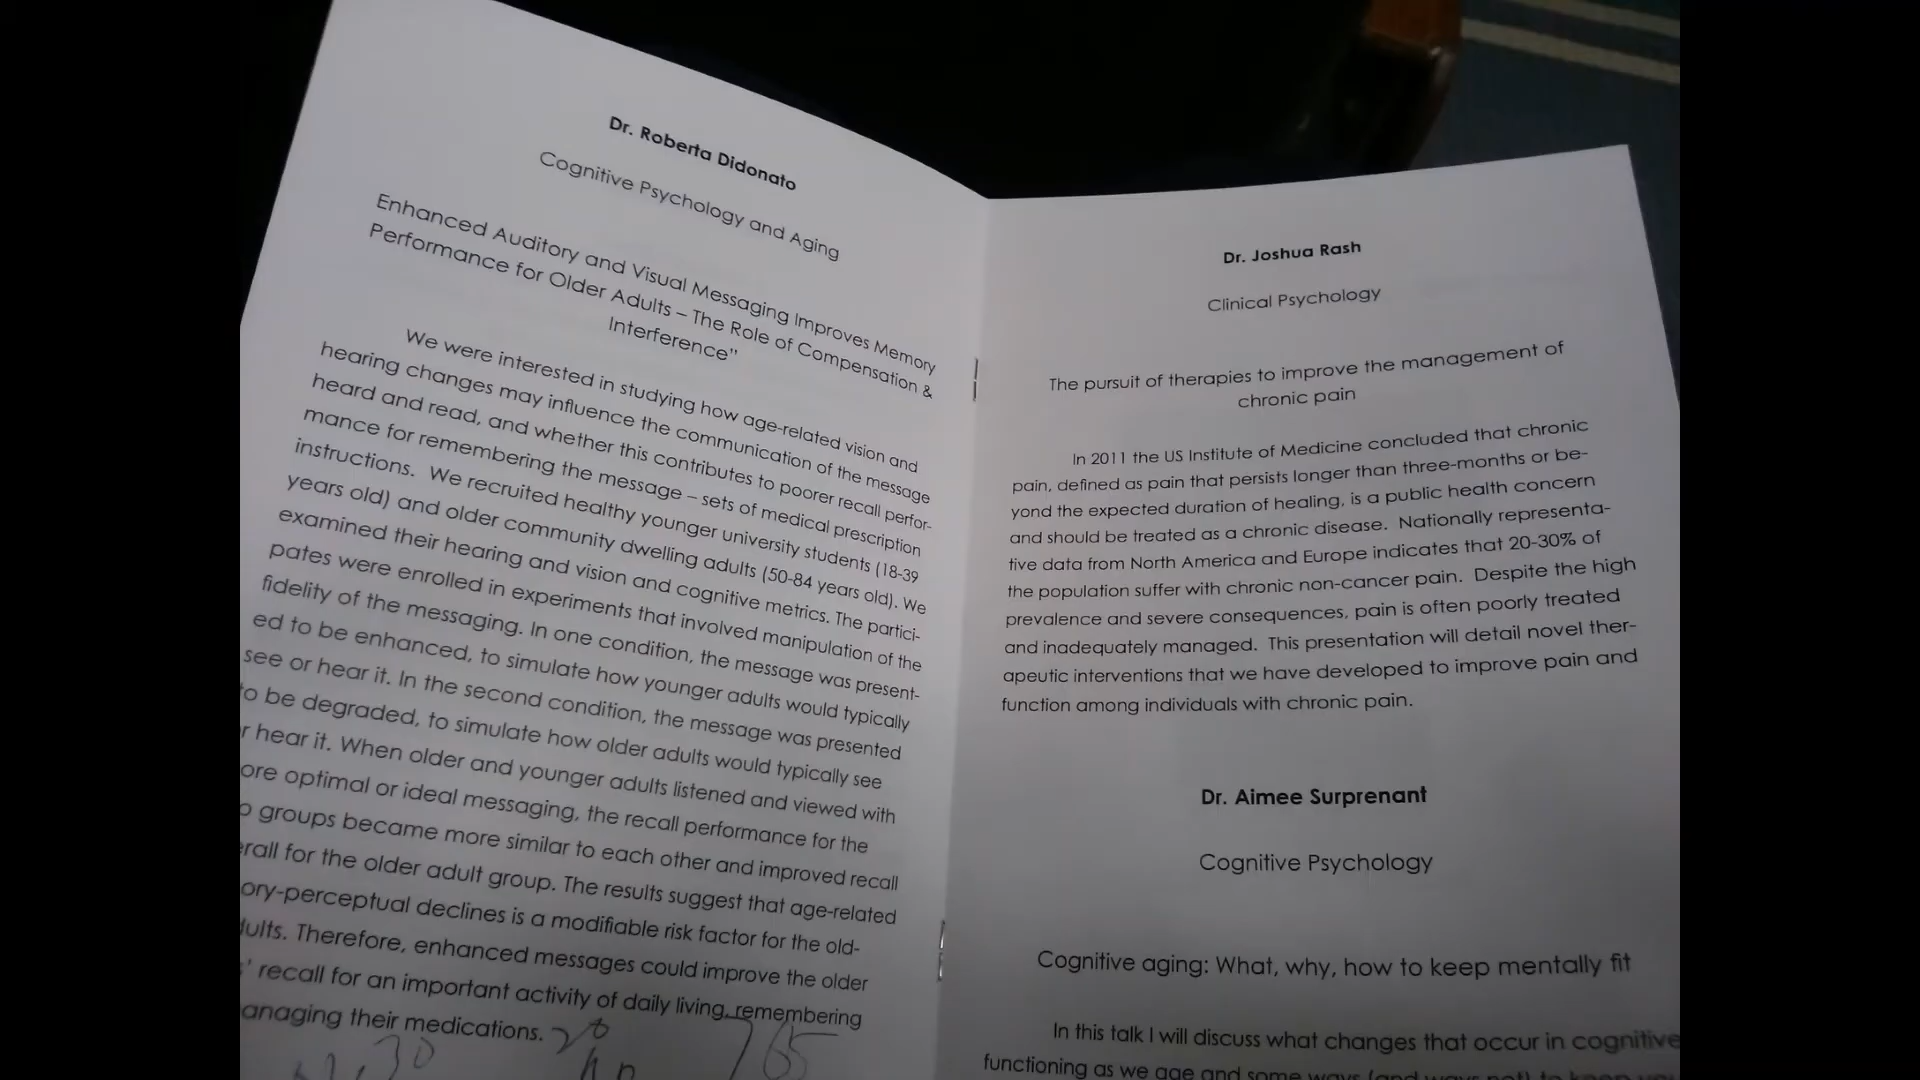 Dr. Roberta Didonato
Cognitive Psychology and Aging
Enhanced Auditory and Visual Messaging Improves Memory
Performance for Older Adults – The Role of Compensation &
Interference"
We were interested in studying how age-related vision and
hearing changes may influence the communication of the message
heard and read, and whether this contributes to poorer recall perfor-
mance for remembering the message – sets of medical prescription
instructions. We recruited healthy younger university students (18-39
years old) and older community dwelling adults (50-84 years old). We
examined their hearing and vision and cognitive metrics. The partici-
pates were enrolled in experiments that involved manipulation of the
fidelity of the messaging. In one condition, the message was present-
ed to be enhanced, to simulate how younger adults would typically
see or hear it. In the second condition, the message was presented
to be degraded, to simulate how older adults would typically see
r hear it. When older and younger adults listened and viewed with
ore optimal or ideal messaging, the recall performance for the
o groups became more similar to each other and improved recall
erall for the older adult group. The results suggest that age-related
ory-perceptual declines is a modifiable risk factor for the old-
dults. Therefore, enhanced messages could improve the older
s' recall for an important activity of daily living, remembering
anaging their medications.
30
765
Dr. Joshua Rash
Clinical Psychology
The pursuit of therapies to improve the management of
chronic pain
In 2011 the US Institute of Medicine concluded that chronic
pain, defined as pain that persists longer than three-months or be-
yond the expected duration of healing, is a public health concern
and should be treated as a chronic disease. Nationally representa-
tive data from North America and Europe indicates that 20-30% of
the population suffer with chronic non-cancer pain. Despite the high
prevalence and severe consequences, pain is often poorly treated
and inadequately managed. This presentation will detail novel ther-
apeutic interventions that we have developed to improve pain and
function among individuals with chronic pain.
Dr. Aimee Surprenant
Cognitive Psychology
Cognitive aging: What, why, how to keep mentally fit
In this talk I will discuss what changes that occur in cognitive
functioning as we age and some ways (and ways not) to keep